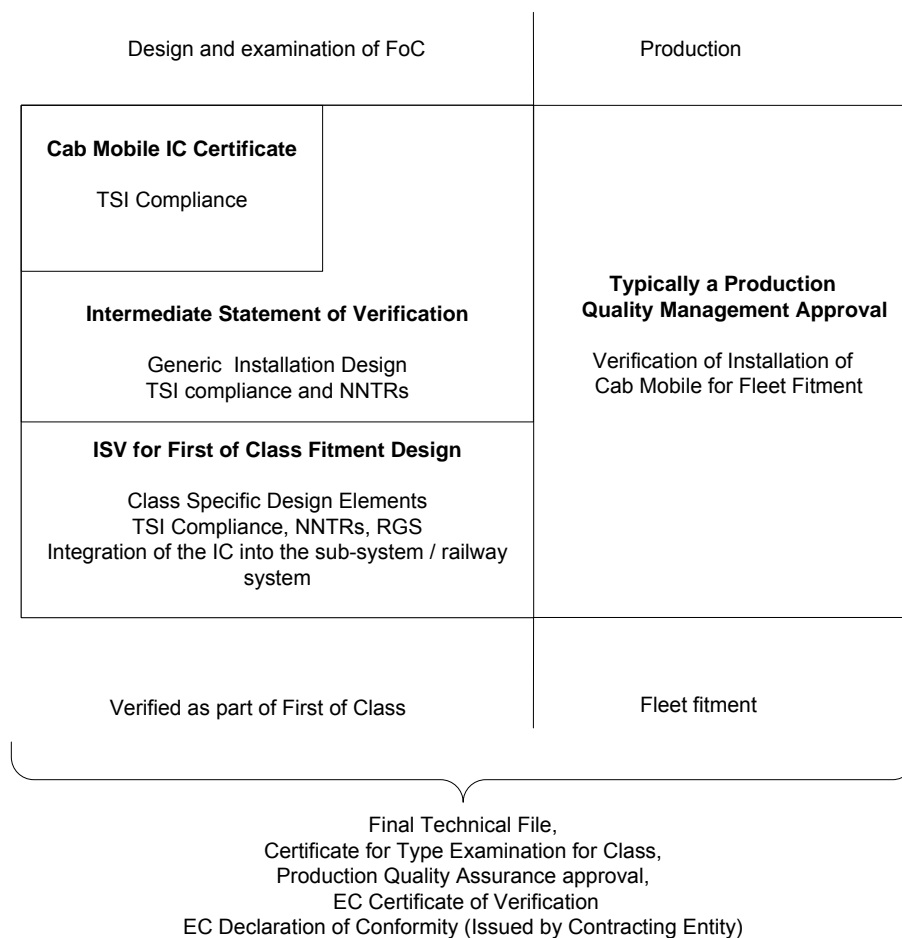 Design and examination of FoC
Production
Cab Mobile IC Certificate
TSI Compliance
Intermediate Statement of Verification
Generic Installation Design
TSI compliance and NNTRs
ISV for First of Class Fitment Design
Class Specific Design Elements
TSI Compliance, NNTRs, RGS
Integration of the IC into the sub-system / railway
system
Typically a Production
Quality Management Approval
Verification of Installation of
Cab Mobile for Fleet Fitment
Verified as part of First of Class
Fleet fitment
Final Technical File,
Certificate for Type Examination for Class,
Production Quality Assurance approval,
EC Certificate of Verification
EC Declaration of Conformity (Issued by Contracting Entity)